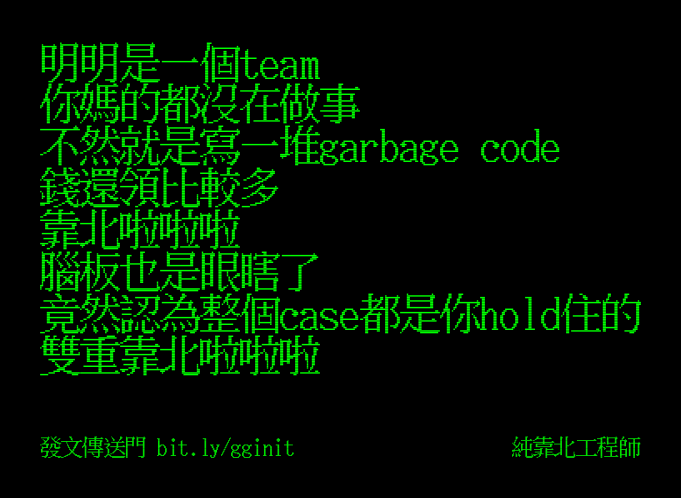 明明是一個team
你媽的都沒在做事
不然就是寫一堆garbage code
錢還領比較多
靠北啦啦啦
腦板也是眼瞎了
竟然認為整個case都是你hold住的
雙重靠北啦啦啦
發文傳送門 bit.ly/gginit
純靠北工程師